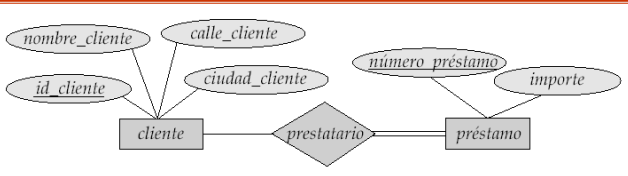 nombre_cliente
calle_cliente
número_préstamo
id_cliente
ciudad_cliente
importe
cliente
prestatario
préstamo